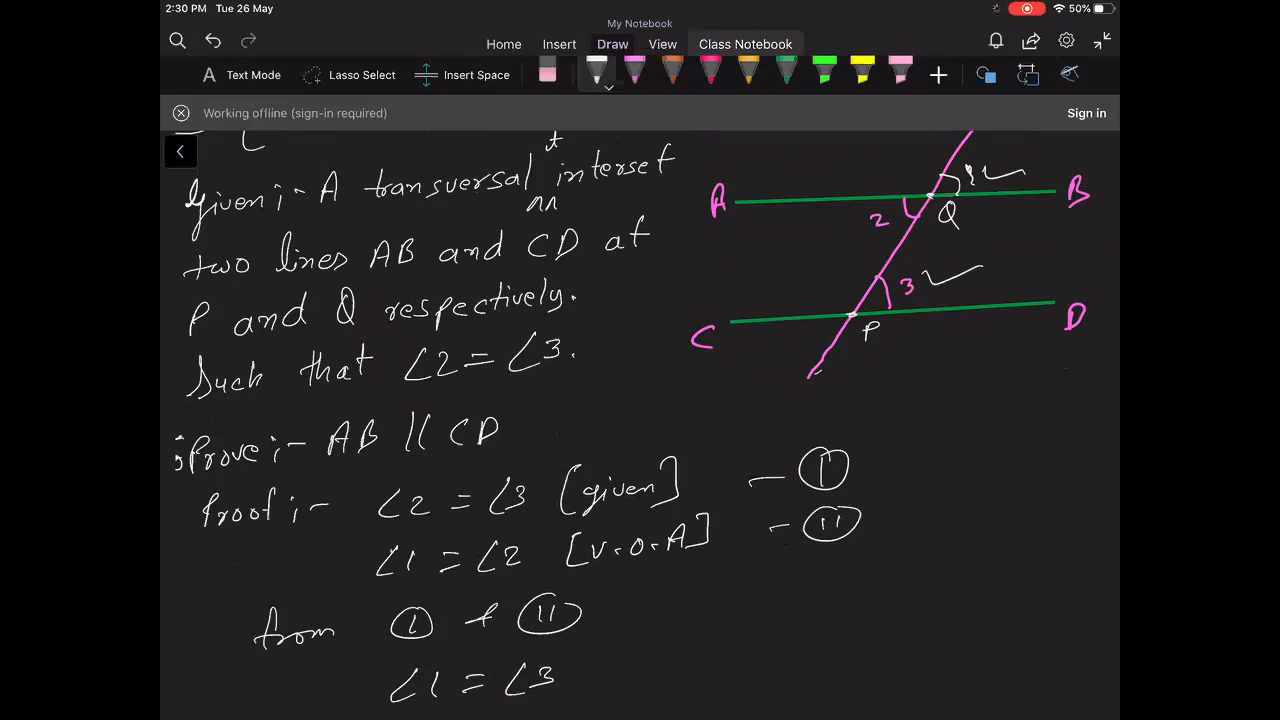 2:30 PM Tue 26 May
50%
My Notebook
Home Insert Draw View Class Notebook
Text Mode Lasso Select Insert Space
Working offline (sign-in required) Sign in
Given :- A transversal t interset
two lines AB and CD at
P and Q respectively.
Such that ∠2 = ∠3.
Prove :- AB || CD
Proof :- ∠2 = ∠3 [given] - I
∠1 = ∠2 [V.O.A] - II
from I + II
∠1 = ∠3
A B
1
2 Q
3
C D
P